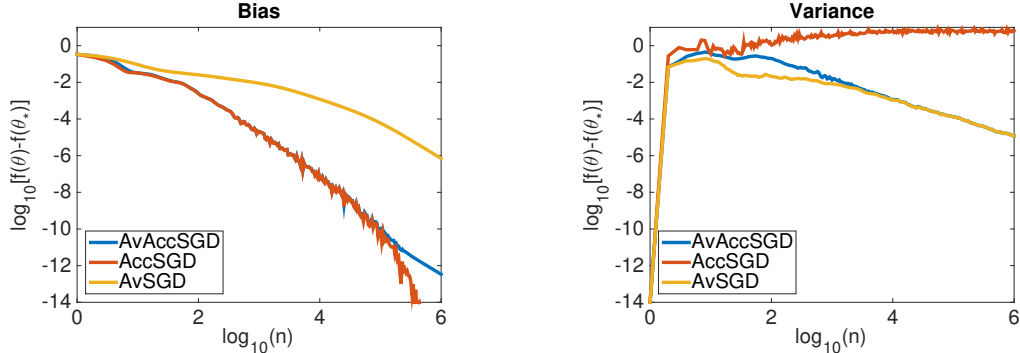 Bias
log10[f(θ)-f(θ*)]
0
-2
-4
-6
-8
-10
-12
-14
AvAccSGD
AccSGD
AvSGD
0
2
4
6
log10(n)
Variance
log10[f(θ)-f(θ*)]
0
-2
-4
-6
-8
-10
-12
-14
AvAccSGD
AccSGD
AvSGD
0
2
4
6
log10(n)